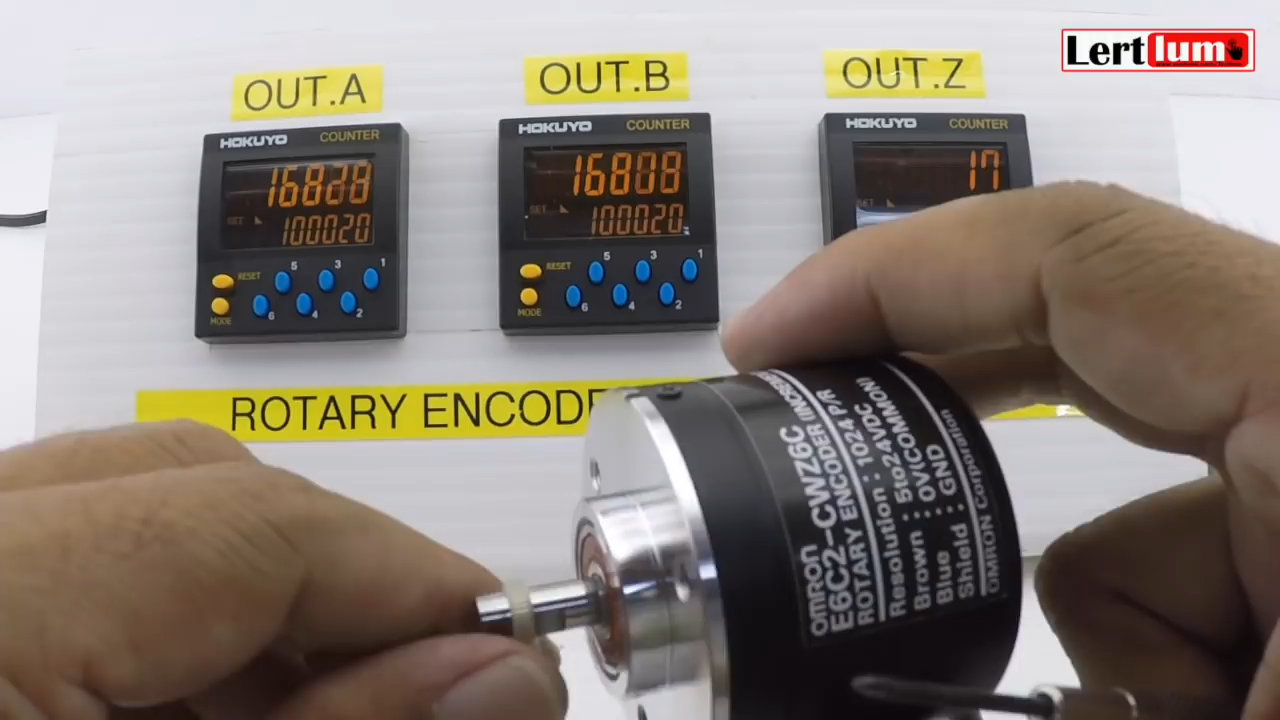 Lertlum
OUT.A
OUT.B
OUT.Z
HOKUYO COUNTER
SET
100020
RESET
MODE
5 3 1
6 4 2
HOKUYO COUNTER
16808
SET
100020
RESET
MODE
5 3 1
6 4 2
HOKUYO COUNTER
17
SET
ROTARY ENCODE
OMRON
E6C2-CWZ6C
ROTARY ENCODER
Resolution : 1024 P/R
Brown : 5to24VDC
Blue : 0V(COMMON)
Shield : GND
OMRON Corporation